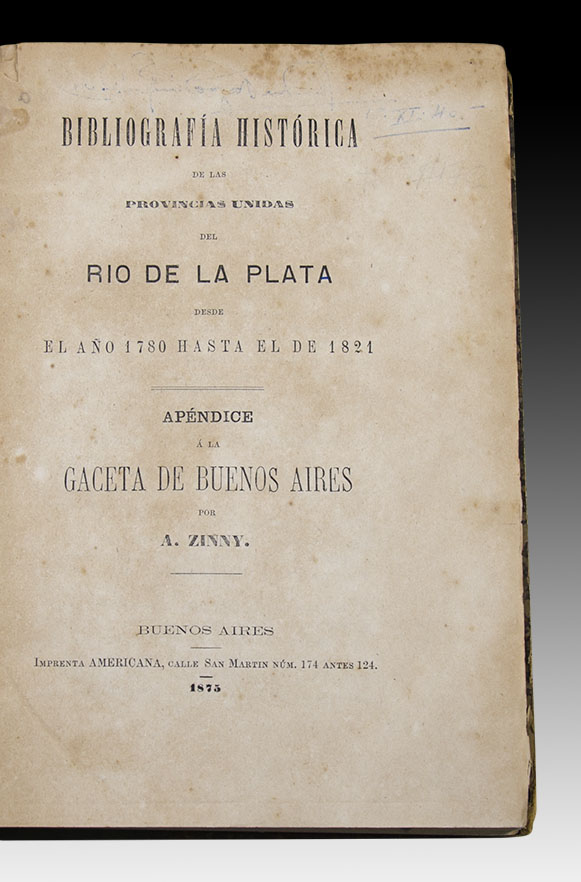 BIBLIOGRAFÍA HISTÓRICA
DE LAS
PROVINCIAS UNIDAS
DEL
RIO DE LA PLATA
DESDE
EL AÑO 1780 HASTA EL DE 1821
APÉNDICE
Á LA
GACETA DE BUENOS AIRES
POR
A. ZINNY.
BUENOS AIRES
IMPRENTA AMERICANA, CALLE SAN MARTIN NÚM. 174 ANTES 124.
1875